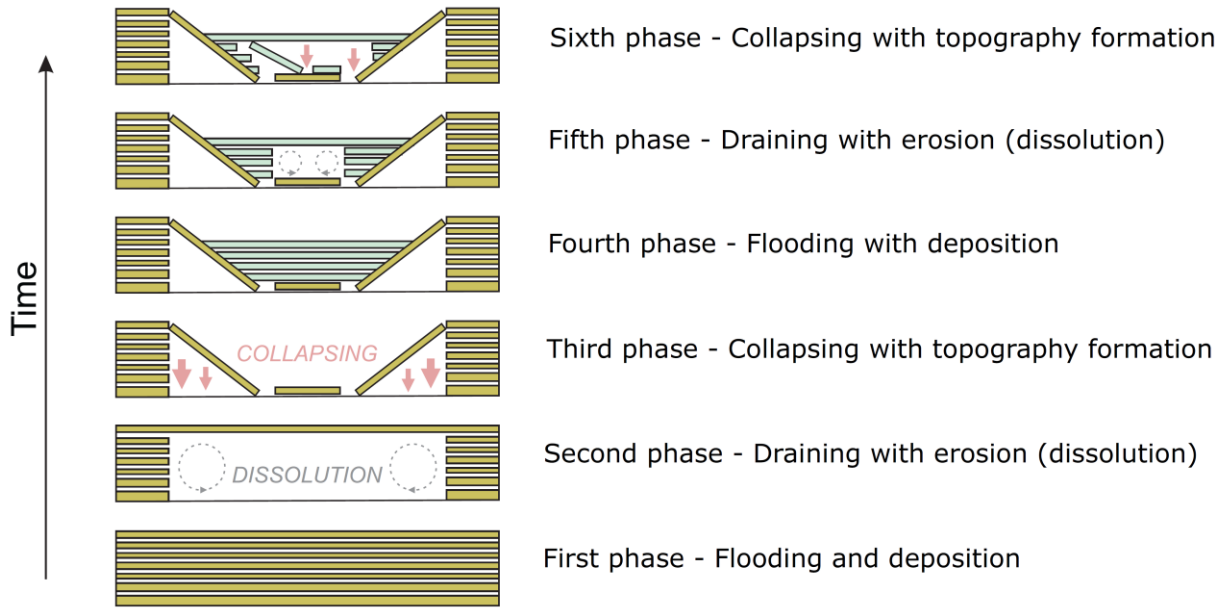 Sixth phase - Collapsing with topography formation
Fifth phase - Draining with erosion (dissolution)
Fourth phase - Flooding with deposition
Time
COLLAPSING
Third phase - Collapsing with topography formation
DISSOLUTION
Second phase - Draining with erosion (dissolution)
First phase - Flooding and deposition